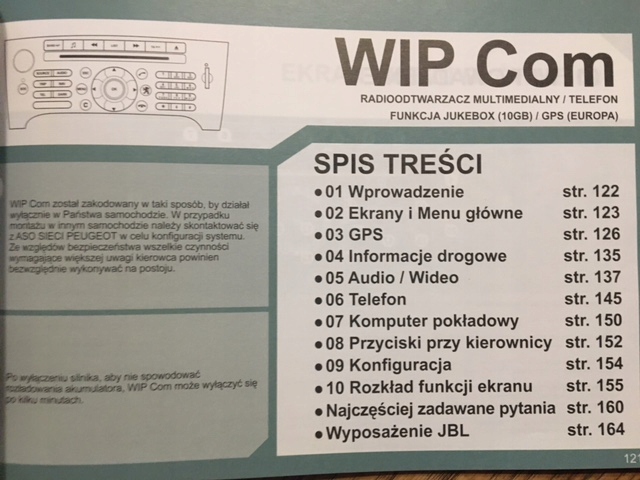 WIP Com
RADIOODTWARZACZ MULTIMEDIALNY / TELEFON
FUNKCJA JUKEBOX (10GB) / GPS (EUROPA)
WIP Com został zakodowany w taki sposób, by działał
wyłącznie w Państwa samochodzie. W przypadku
montażu w innym samochodzie należy skontaktować się
z ASO SIECI PEUGEOT w celu konfiguracji systemu.
Ze względów bezpieczeństwa wszelkie czynności
wymagające większej uwagi kierowca powinien
bezwzględnie wykonywać na postoju.
Po wyłączeniu silnika, aby nie spowodować
rozładowania akumulatora, WIP Com może wyłączyć się
po kilku minutach.
SPIS TREŚCI
● 01 Wprowadzenie str. 122
● 02 Ekrany i Menu główne str. 123
● 03 GPS str. 126
● 04 Informacje drogowe str. 135
● 05 Audio / Wideo str. 137
● 06 Telefon str. 145
● 07 Komputer pokładowy str. 150
● 08 Przyciski przy kierownicy str. 152
● 09 Konfiguracja str. 154
● 10 Rozkład funkcji ekranu str. 155
● Najczęściej zadawane pytania str. 160
● Wyposażenie JBL str. 164
121